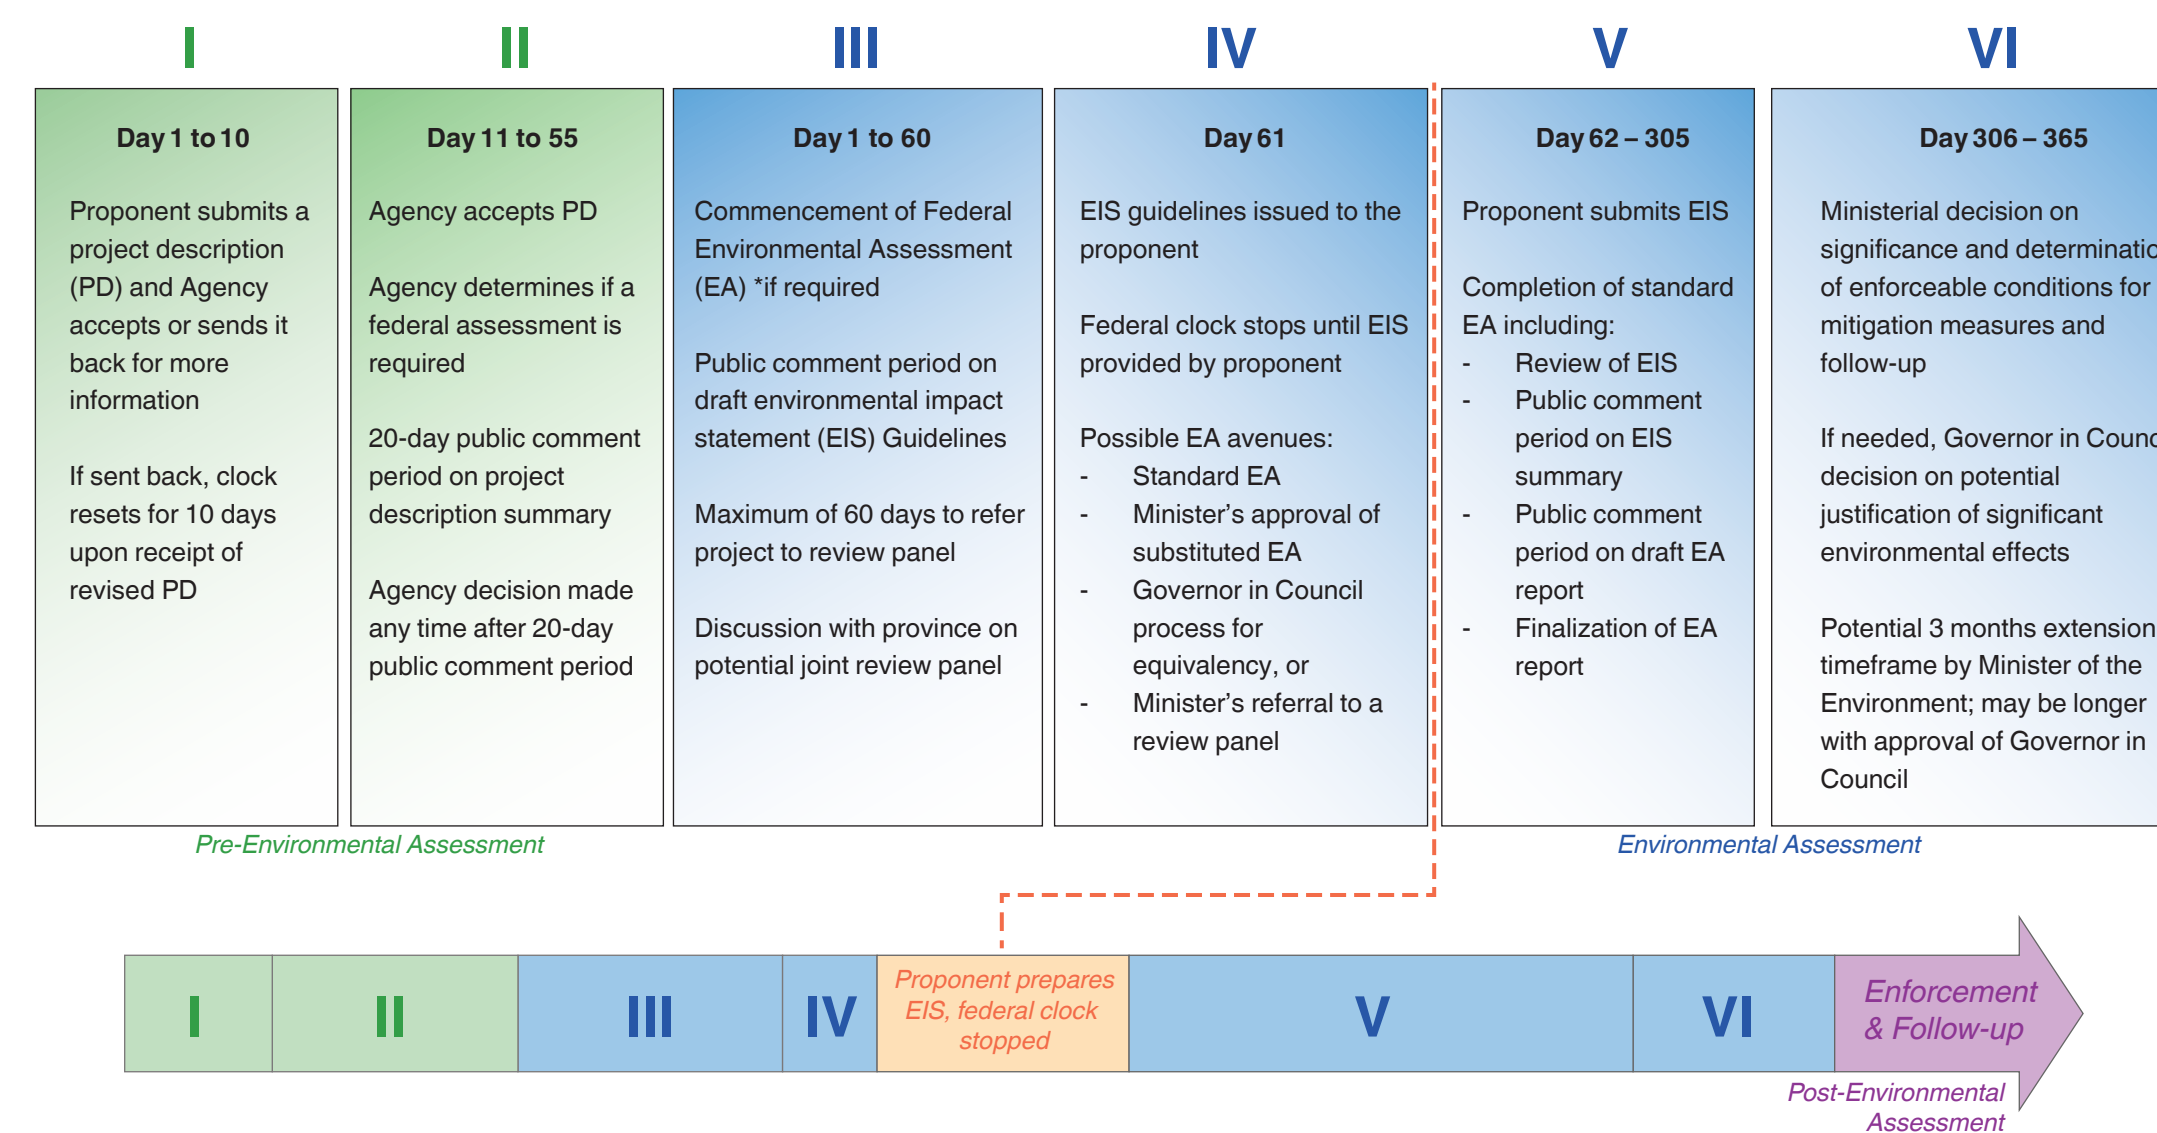 I
II
III
IV
V
VI
Day 1 to 10
Proponent submits a
project description
(PD) and Agency
accepts or sends it
back for more
information
If sent back, clock
resets for 10 days
upon receipt of
revised PD
Day 11 to 55
Agency accepts PD
Agency determines if a
federal assessment is
required
20-day public comment
period on project
description summary
Agency decision made
any time after 20-day
public comment period
Day 1 to 60
Commencement of Federal
Environmental Assessment
(EA) *if required
Public comment period on
draft environmental impact
statement (EIS) Guidelines
Maximum of 60 days to refer
project to review panel
Discussion with province on
potential joint review panel
Day 61
EIS guidelines issued to the
proponent
Federal clock stops until EIS
provided by proponent
Possible EA avenues:
- Standard EA
- Minister’s approval of
substituted EA
- Governor in Council
process for
equivalency, or
- Minister’s referral to a
review panel
Day 62 – 305
Proponent submits EIS
Completion of standard
EA including:
- Review of EIS
- Public comment
period on EIS
summary
- Public comment
period on draft EA
report
- Finalization of EA
report
Day 306 – 365
Ministerial decision on
significance and determinatio
of enforceable conditions for
mitigation measures and
follow-up
If needed, Governor in Counc
decision on potential
justification of significant
environmental effects
Potential 3 months extension
timeframe by Minister of the
Environment; may be longer
with approval of Governor in
Council
Pre-Environmental Assessment
Environmental Assessment
I
II
III
IV
Proponent prepares
EIS, federal clock
stopped
V
VI
Enforcement
& Follow-up
Post-Environmental
Assessment